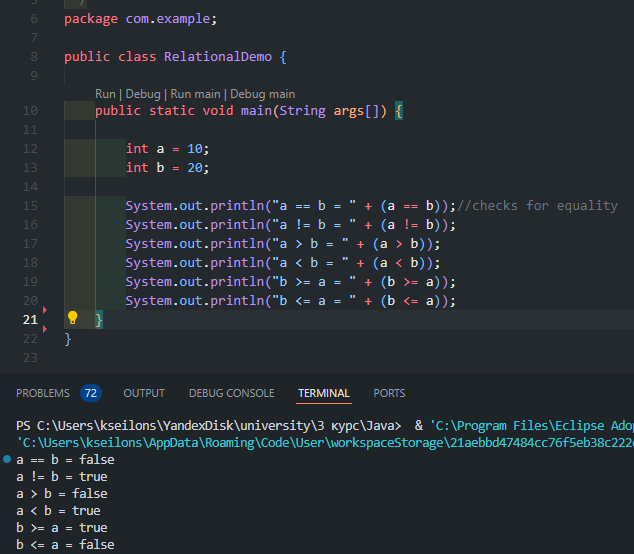 6 package com.example;
7
8 public class RelationalDemo {
9
Run | Debug | Run main | Debug main
10 public static void main(String args[]) {
11
12 int a = 10;
13 int b = 20;
14
15 System.out.println("a == b = " + (a == b));//checks for equality
16 System.out.println("a != b = " + (a != b));
17 System.out.println("a > b = " + (a > b));
18 System.out.println("a < b = " + (a < b));
19 System.out.println("b >= a = " + (b >= a));
20 System.out.println("b <= a = " + (b <= a));
21 }
22 }
23
PROBLEMS 72 OUTPUT DEBUG CONSOLE TERMINAL PORTS
PS C:\Users\kseilons\YandexDisk\university\3 курс\Java> & 'C:\Program Files\Eclipse Adop
'C:\Users\kseilons\AppData\Roaming\Code\User\workspaceStorage\21aebbd47484cc76f5eb38c222
a == b = false
a != b = true
a > b = false
a < b = true
b >= a = true
b <= a = false